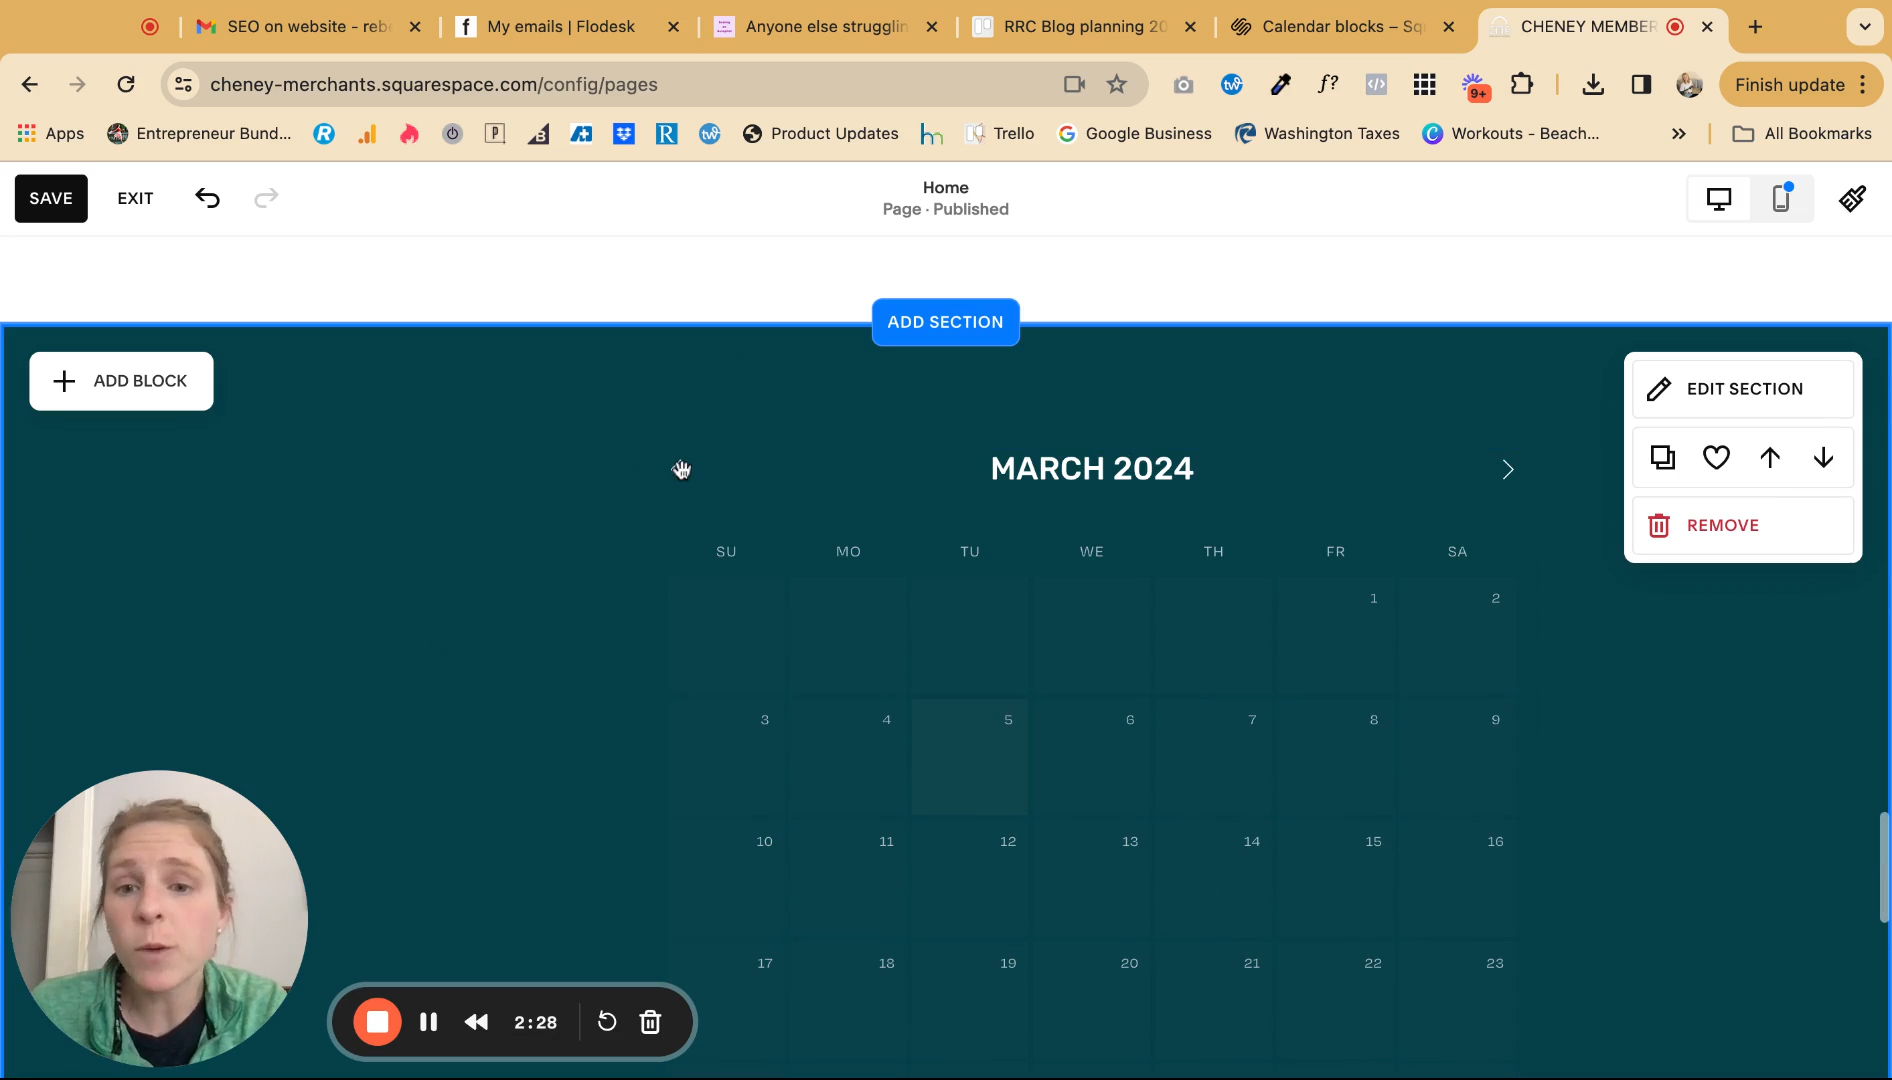 SEO on website - rebe
f My emails | Flodesk
Anyone else strugglin
RRC Blog planning 20
Calendar blocks – Sq
CHENEY MEMBER
cheney-merchants.squarespace.com/config/pages
tw
f?
</>
9+
Finish update
Apps
Entrepreneur Bund...
R
P
R
tw
Product Updates
Trello
G Google Business
Washington Taxes
Workouts - Beach...
All Bookmarks
SAVE
EXIT
Home
Page · Published
ADD SECTION
ADD BLOCK
EDIT SECTION
REMOVE
MARCH 2024
SU MO TU WE TH FR SA
1 2
3 4 5 6 7 8 9
10 11 12 13 14 15 16
17 18 19 20 21 22 23
2:28